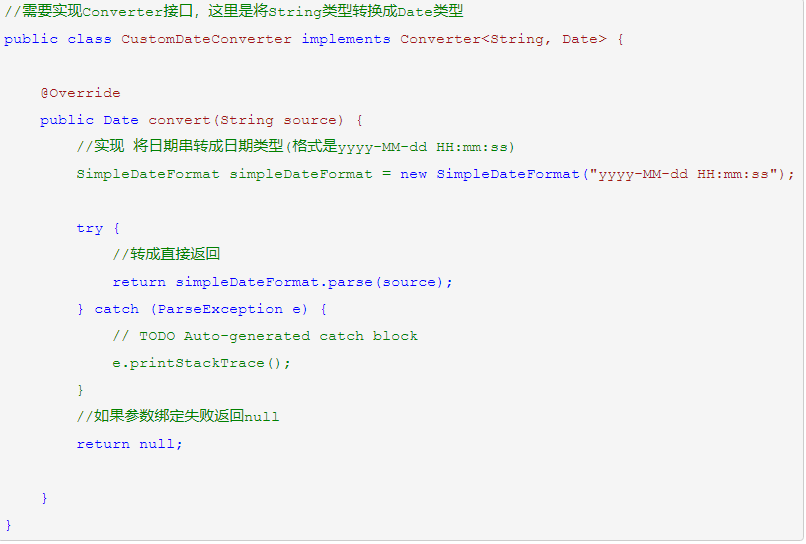 //需要实现Converter接口，这里是将String类型转换成Date类型
public class CustomDateConverter implements Converter<String, Date> {
@Override
public Date convert(String source) {
//实现 将日期串转成日期类型(格式是yyyy-MM-dd HH:mm:ss)
SimpleDateFormat simpleDateFormat = new SimpleDateFormat("yyyy-MM-dd HH:mm:ss");
try {
//转成直接返回
return simpleDateFormat.parse(source);
} catch (ParseException e) {
// TODO Auto-generated catch block
e.printStackTrace();
}
//如果参数绑定失败返回null
return null;
}
}